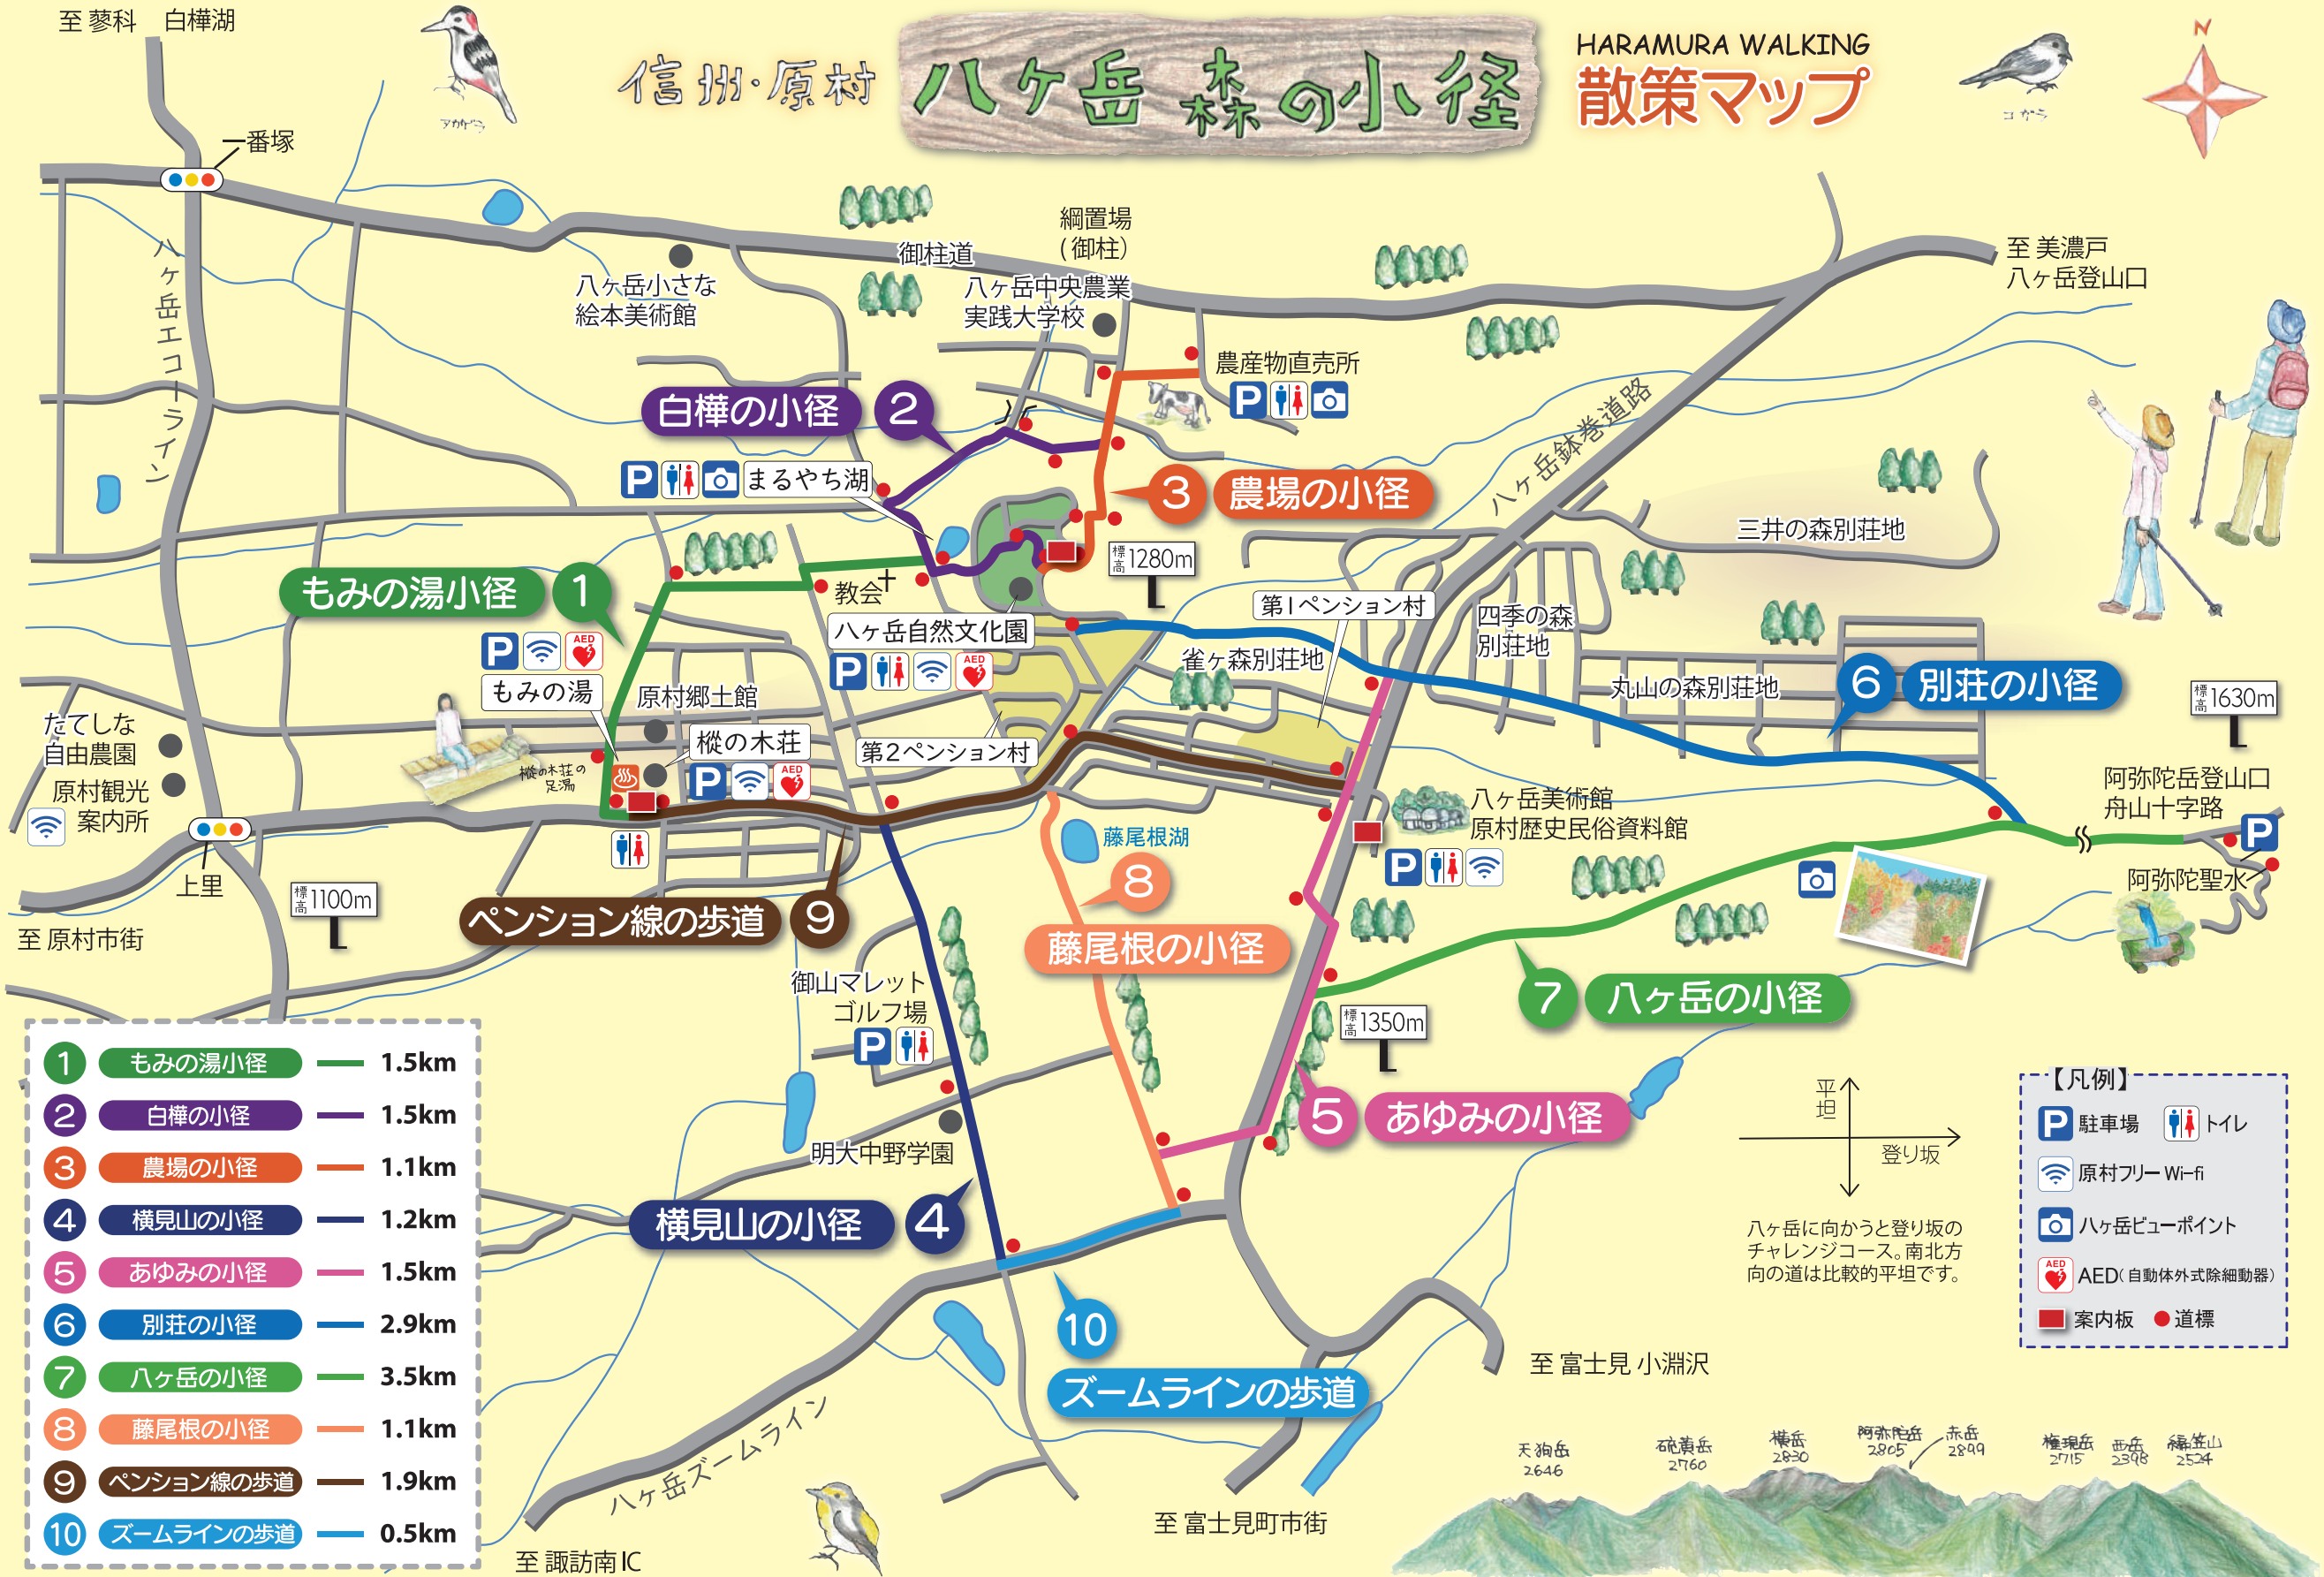 至 蓼科　白樺湖
アカゲラ
信州・原村
八ヶ岳 森の小径
HARAMURA WALKING
散策マップ
コガラ
N
一番塚
八ヶ岳エコーライン
八ヶ岳小さな
絵本美術館
御柱道
綱置場
(御柱)
八ヶ岳中央農業
実践大学校
農産物直売所
P
至 美濃戸
八ヶ岳登山口
八ヶ岳鉢巻道路
白樺の小径 2
P
まるやち湖
3 農場の小径
三井の森別荘地
標高1280m
もみの湯小径 1
教会
八ヶ岳自然文化園
P
AED
第1ペンション村
四季の森
別荘地
雀ヶ森別荘地
丸山の森別荘地
6 別荘の小径
標高1630m
P
AED
もみの湯
原村郷土館
樅の木荘
P
AED
第2ペンション村
樅の木荘の
足湯
たてしな
自由農園
原村観光
案内所
上里
至 原村市街
標高1100m
八ヶ岳美術館
原村歴史民俗資料館
P
阿弥陀岳登山口
舟山十字路
P
阿弥陀聖水
藤尾根湖
8
藤尾根の小径
ペンション線の歩道 9
7 八ヶ岳の小径
御山マレット
ゴルフ場
P
標高1350m
5 あゆみの小径
明大中野学園
横見山の小径 4
10
ズームラインの歩道
八ヶ岳ズームライン
至 諏訪南IC
至 富士見 小淵沢
至 富士見町市街
1 もみの湯小径 1.5km
2 白樺の小径 1.5km
3 農場の小径 1.1km
4 横見山の小径 1.2km
5 あゆみの小径 1.5km
6 別荘の小径 2.9km
7 八ヶ岳の小径 3.5km
8 藤尾根の小径 1.1km
9 ペンション線の歩道 1.9km
10 ズームラインの歩道 0.5km
平坦
登り坂
八ヶ岳に向かうと登り坂の
チャレンジコース。南北方
向の道は比較的平坦です。
【凡例】
P 駐車場　トイレ
原村フリーWi-fi
八ヶ岳ビューポイント
AED AED(自動体外式除細動器)
案内板　道標
天狗岳
2646
硫黄岳
2760
横岳
2830
阿弥陀岳
2805
赤岳
2899
権現岳
2715
西岳
2398
編笠山
2524